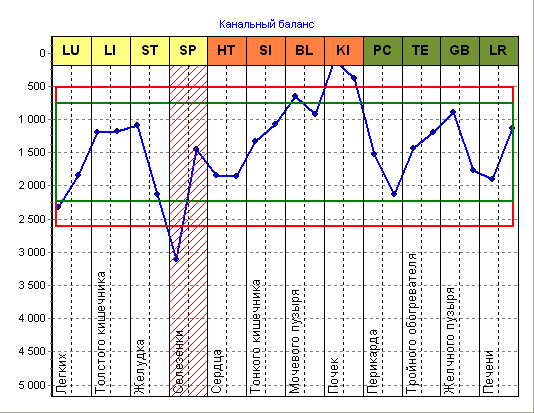 Канальный баланс
LU LI ST SP HT SI BL KI PC TE GB LR
0
500
1 000
1 500
2 000
2 500
3 000
3 500
4 000
4 500
5 000
Легких
Толстого кишечника
Желудка
Селезенки
Сердца
Тонкого кишечника
Мочевого пузыря
Почек
Перикарда
Тройного обогревателя
Желчного пузыря
Печени